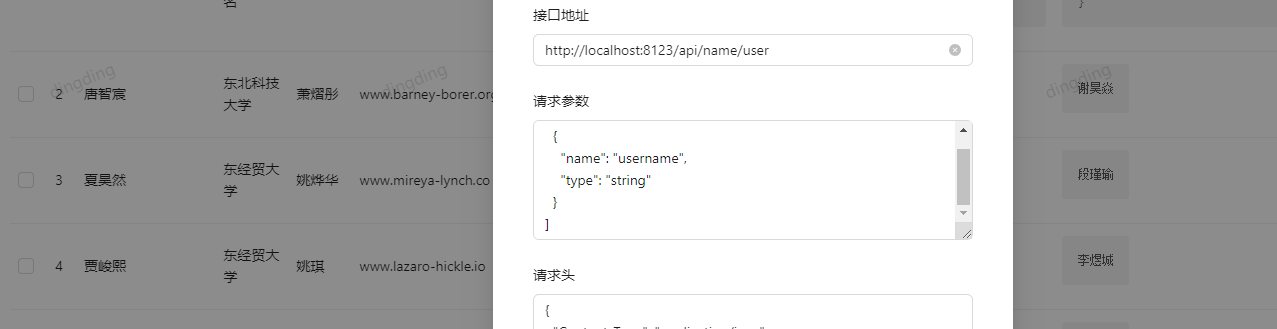 名
}
接口地址
http://localhost:8123/api/name/user
2 唐智宸 东北科技大学 萧熠彤 www.barney-borer.org 谢昊焱
dingding dingding dingding
请求参数
{
"name": "username",
"type": "string"
}
]
3 夏昊然 东经贸大学 姚烨华 www.mireya-lynch.co 段瑾瑜
4 贾峻熙 东经贸大学 姚琪 www.lazaro-hickle.io 李煜城
请求头
{